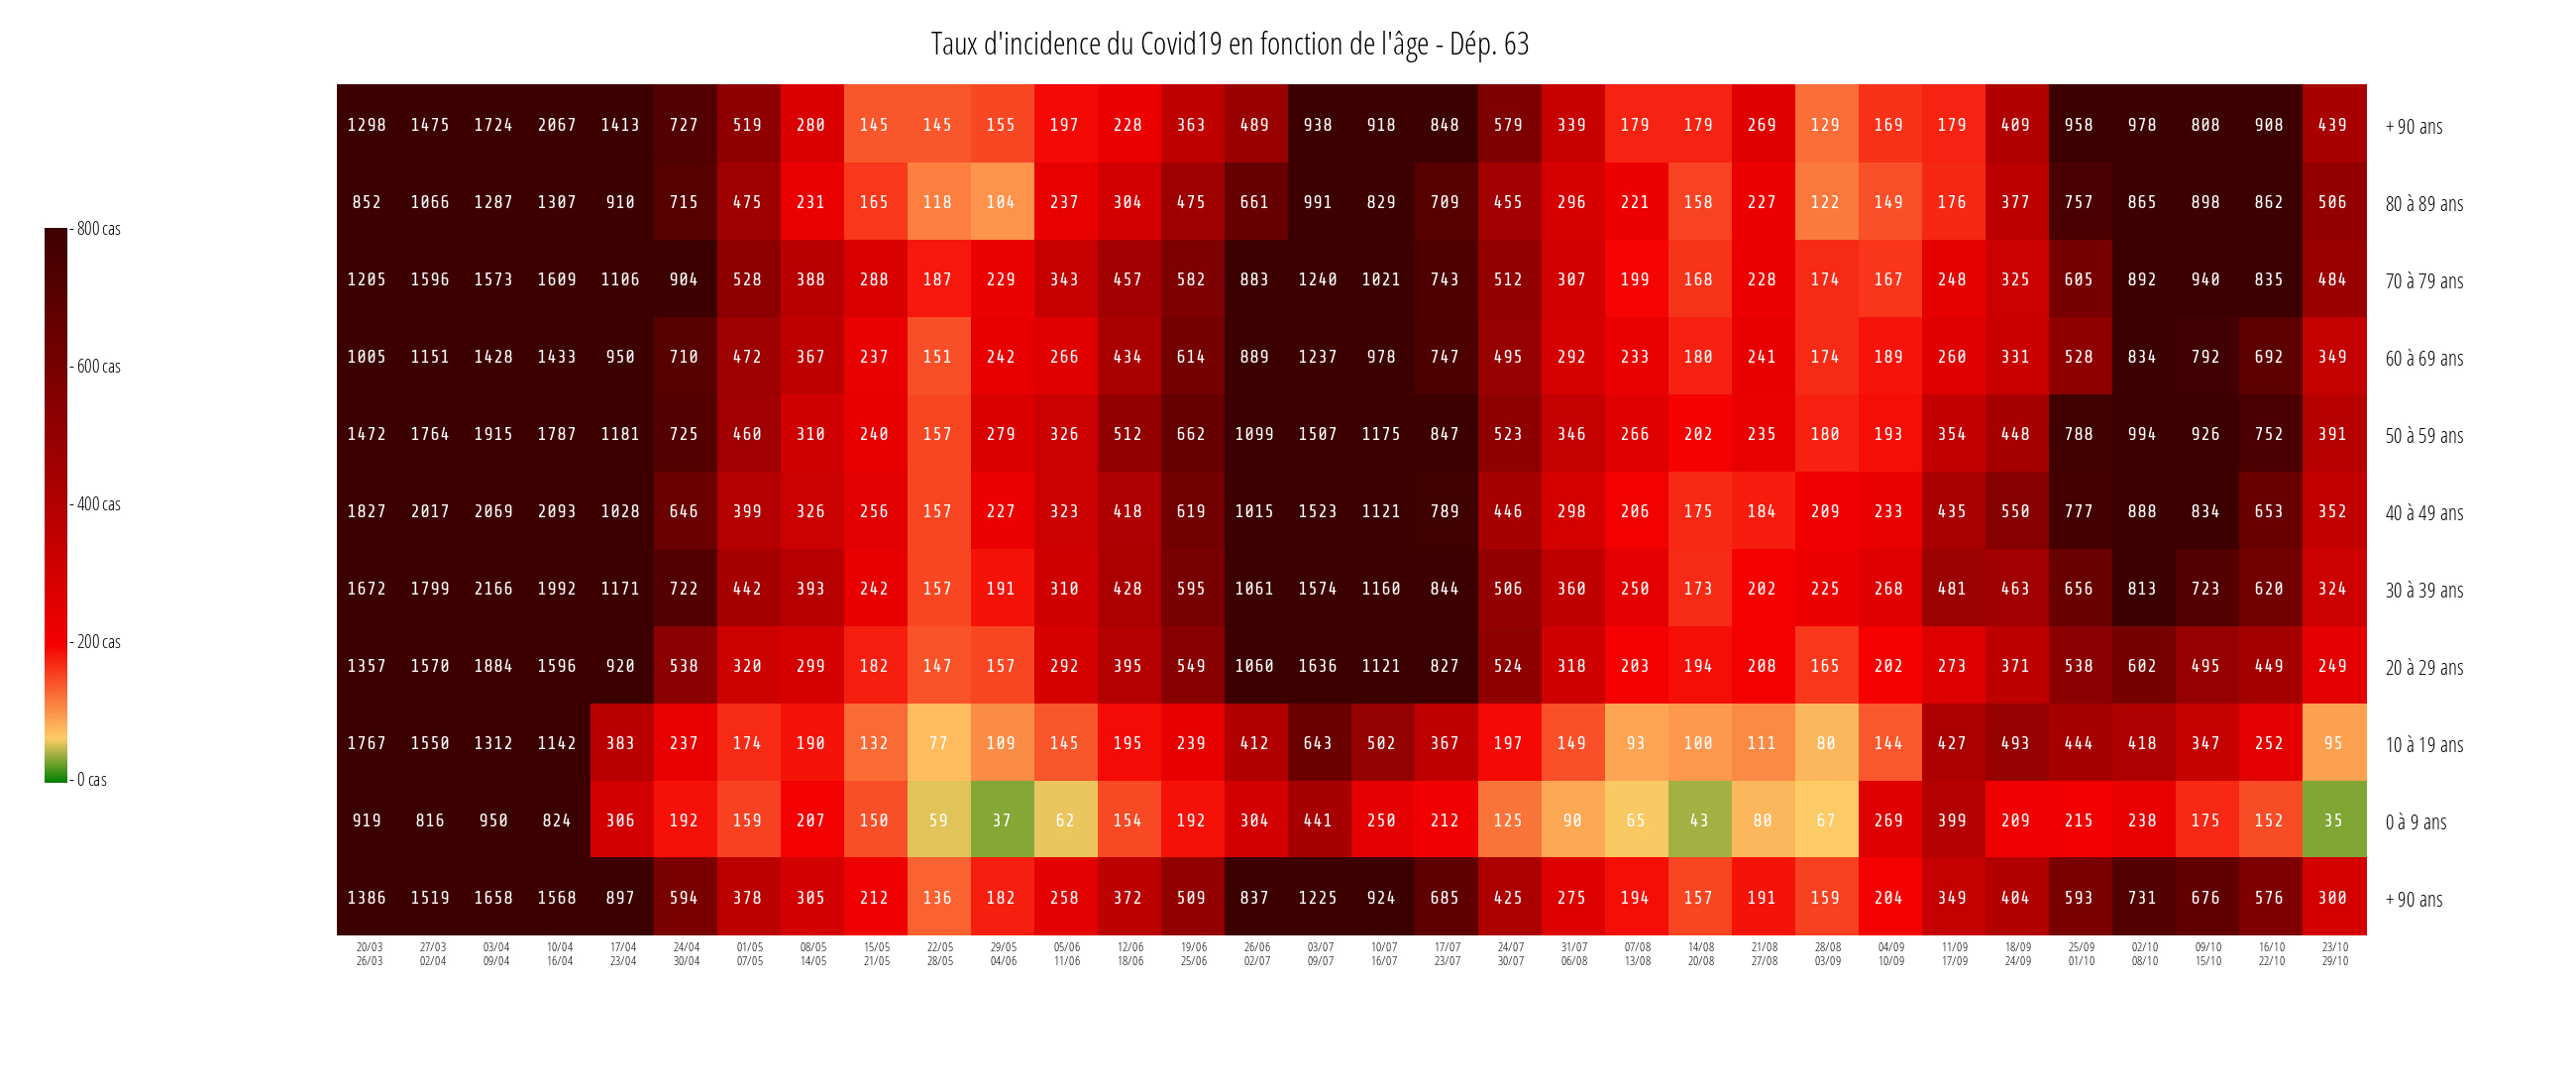 Taux d'incidence du Covid19 en fonction de l'âge - Dép. 63
- 800 cas
- 600 cas
- 400 cas
- 200 cas
- 0 cas
1298 1475 1724 2067 1413 727 519 280 145 145 155 197 228 363 489 938 918 848 579 339 179 179 269 129 169 179 409 958 978 808 908 439 + 90 ans
852 1066 1287 1307 910 715 475 231 165 118 104 237 304 475 661 991 829 709 455 296 221 158 227 122 149 176 377 757 865 898 862 506 80 à 89 ans
1205 1596 1573 1609 1106 904 528 388 288 187 229 343 457 582 883 1240 1021 743 512 307 199 168 228 174 167 248 325 605 892 940 835 484 70 à 79 ans
1005 1151 1428 1433 950 710 472 367 237 151 242 266 434 614 889 1237 978 747 495 292 233 180 241 174 189 260 331 528 834 792 692 349 60 à 69 ans
1472 1764 1915 1787 1181 725 460 310 240 157 279 326 512 662 1099 1507 1175 847 523 346 266 202 235 180 193 354 448 788 994 926 752 391 50 à 59 ans
1827 2017 2069 2093 1028 646 399 326 256 157 227 323 418 619 1015 1523 1121 789 446 298 206 175 184 209 233 435 550 777 888 834 653 352 40 à 49 ans
1672 1799 2166 1992 1171 722 442 393 242 157 191 310 428 595 1061 1574 1160 844 506 360 250 173 202 225 268 481 463 656 813 723 620 324 30 à 39 ans
1357 1570 1884 1596 920 538 320 299 182 147 157 292 395 549 1060 1636 1121 827 524 318 203 194 208 165 202 273 371 538 602 495 449 249 20 à 29 ans
1767 1550 1312 1142 383 237 174 190 132 77 109 145 195 239 412 643 502 367 197 149 93 100 111 80 144 427 493 444 418 347 252 95 10 à 19 ans
919 816 950 824 306 192 159 207 150 59 37 62 154 192 304 441 250 212 125 90 65 43 80 67 269 399 209 215 238 175 152 35 0 à 9 ans
1386 1519 1658 1568 897 594 378 305 212 136 182 258 372 509 837 1225 924 685 425 275 194 157 191 159 204 349 404 593 731 676 576 300 + 90 ans
20/03 27/03 03/04 10/04 17/04 24/04 01/05 08/05 15/05 22/05 29/05 05/06 12/06 19/06 26/06 03/07 10/07 17/07 24/07 31/07 07/08 14/08 21/08 28/08 04/09 11/09 18/09 25/09 02/10 09/10 16/10 23/10
26/03 02/04 09/04 16/04 23/04 30/04 07/05 14/05 21/05 28/05 04/06 11/06 18/06 25/06 02/07 09/07 16/07 23/07 30/07 06/08 13/08 20/08 27/08 03/09 10/09 17/09 24/09 01/10 08/10 15/10 22/10 29/10